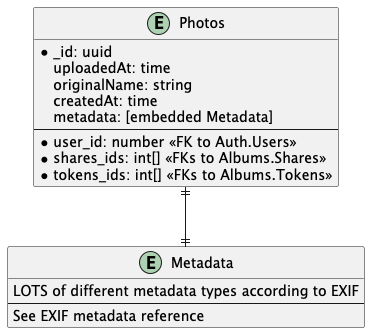 E Photos
_id: uuid
uploadedAt: time
originalName: string
createdAt: time
metadata: [embedded Metadata]
user_id: number «FK to Auth.Users»
shares_ids: int[] «FKs to Albums.Shares»
tokens_ids: int[] «FKs to Albums.Tokens»
E Metadata
LOTS of different metadata types according to EXIF
See EXIF metadata reference